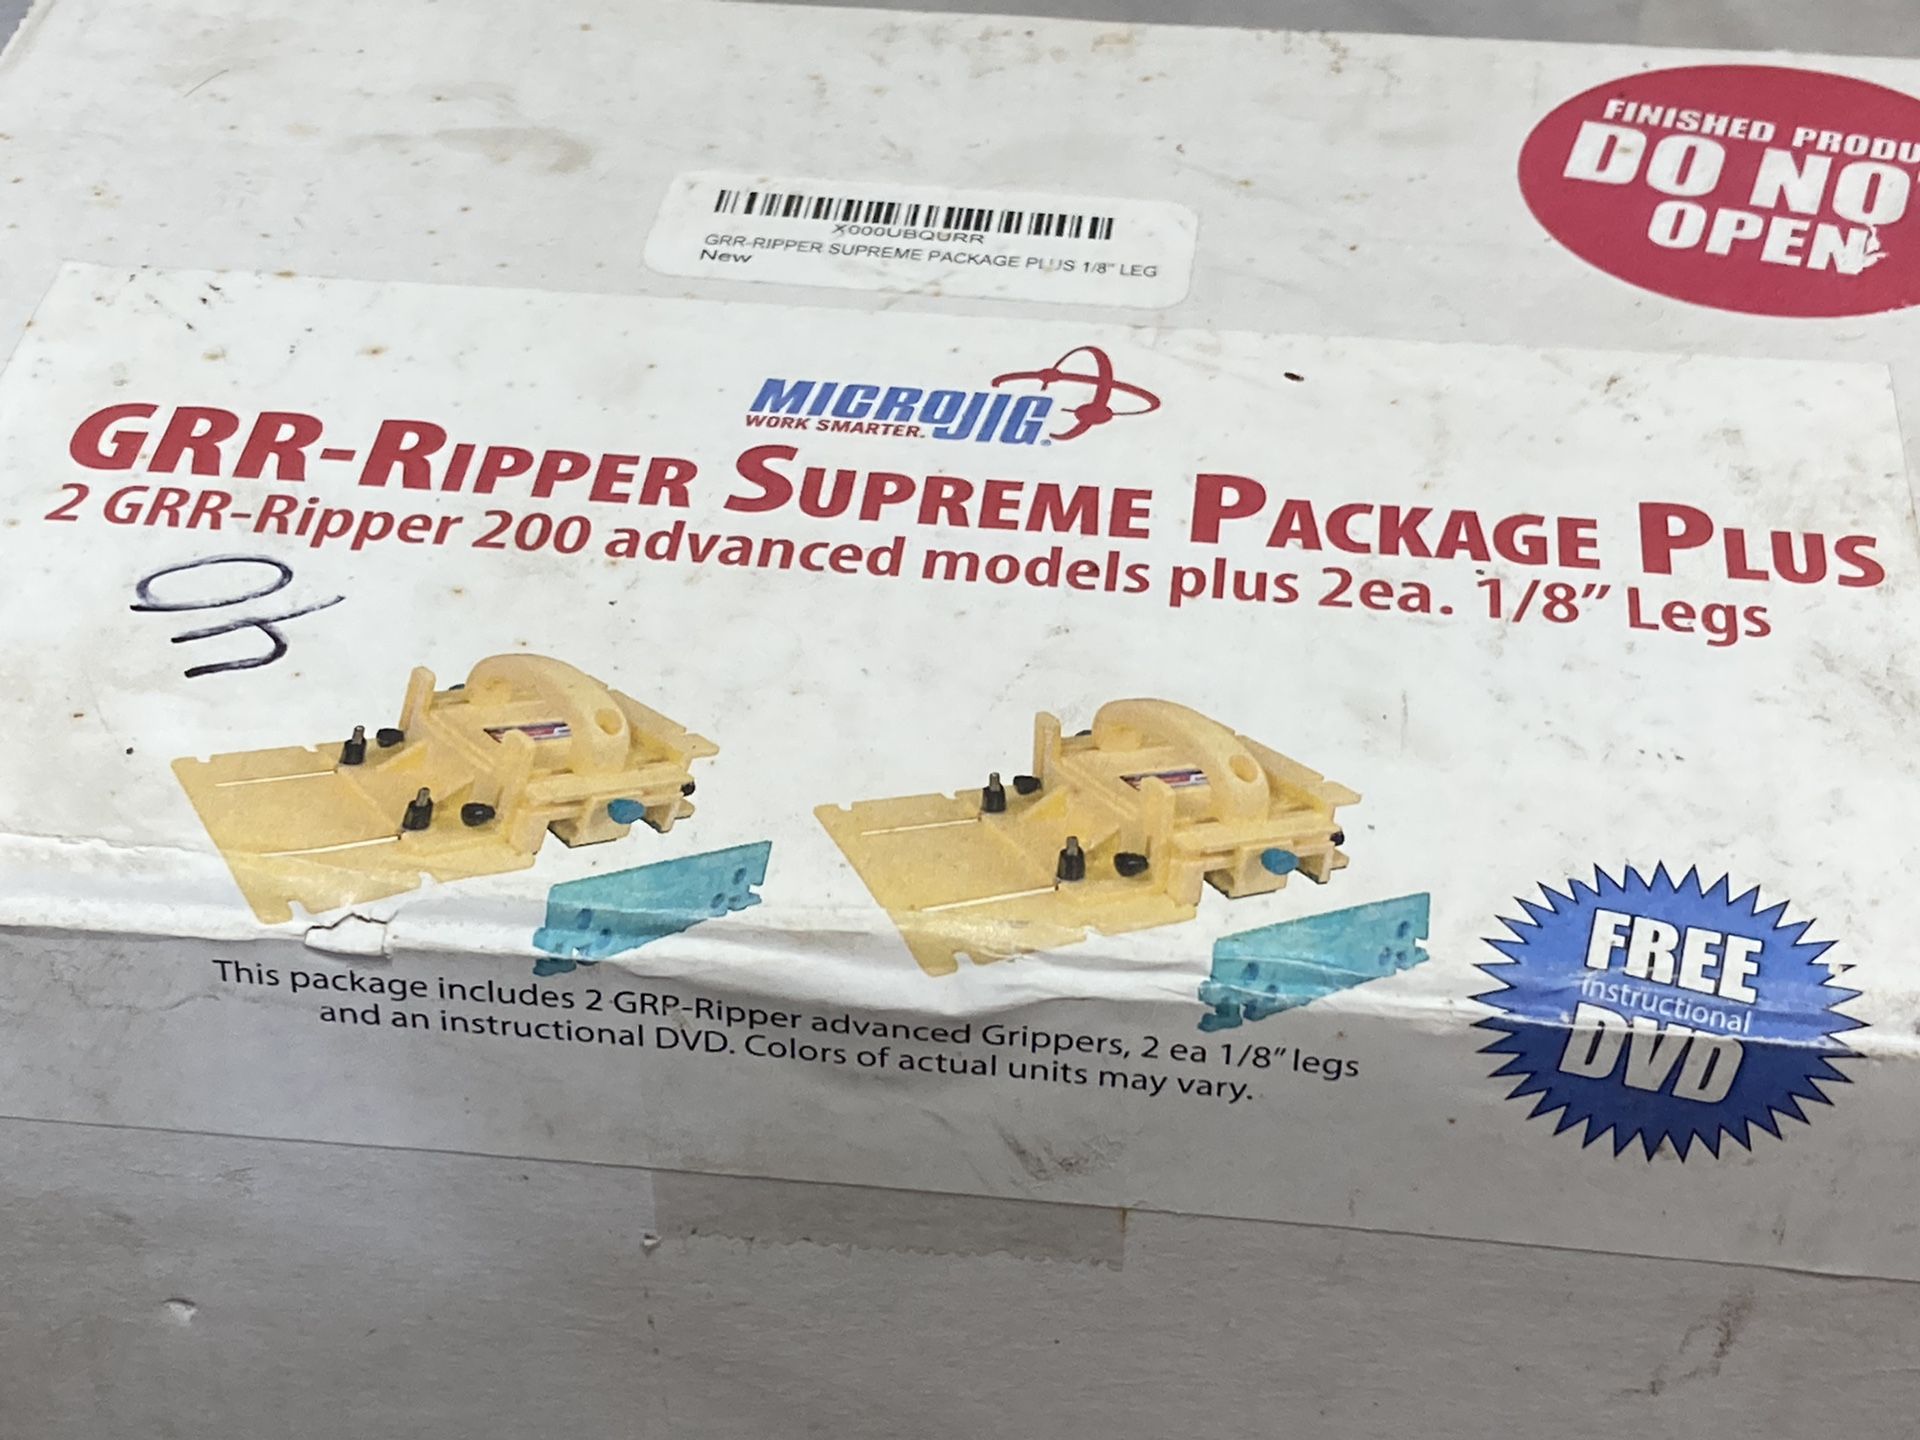 FINISHED PRODU
DO NO
OPEN
X000UBQURR
GRR-RIPPER SUPREME PACKAGE PLUS 1/8" LEG
New
MICROJIG®
WORK SMARTER.
GRR-RIPPER SUPREME PACKAGE PLUS
2 GRR-Ripper 200 advanced models plus 2ea. 1/8" Legs
This package includes 2 GRR-Ripper advanced Grippers, 2 ea 1/8" legs
and an instructional DVD. Colors of actual units may vary.
FREE
Instructional
DVD